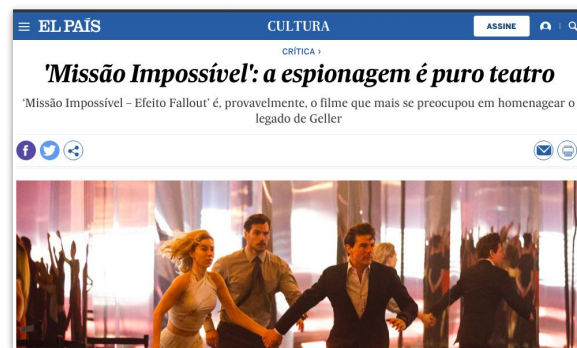 EL PAÍS
CULTURA
ASSINE
CRÍTICA ›
'Missão Impossível': a espionagem é puro teatro
‘Missão Impossível – Efeito Fallout’ é, provavelmente, o filme que mais se preocupou em homenagear o
legado de Geller